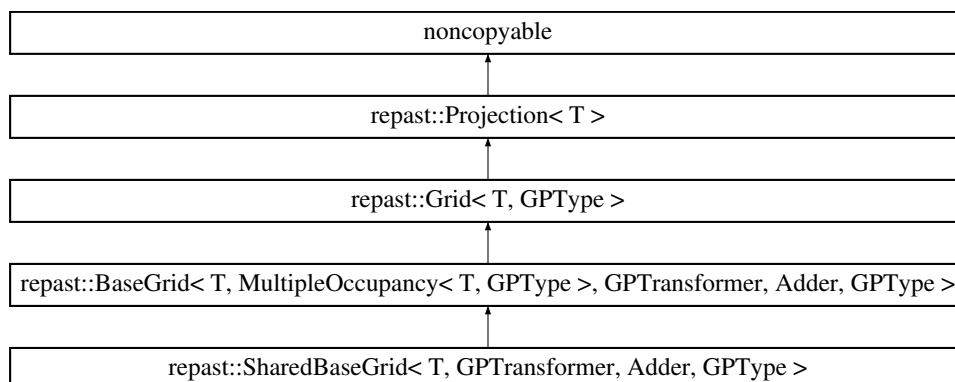 noncopyable
repast::Projection< T >
repast::Grid< T, GPType >
repast::BaseGrid< T, MultipleOccupancy< T, GPType >, GPTransformer, Adder, GPType >
repast::SharedBaseGrid< T, GPTransformer, Adder, GPType >